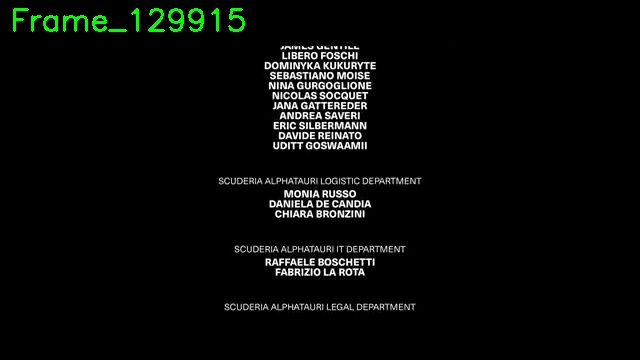 Frame_129915
JAMES GENTILE
LIBERO FOSCHI
DOMINYKA KUKURYTE
SEBASTIANO MOISE
NINA GURGOGLIONE
NICOLAS SOCQUET
JANA GATTEREDER
ANDREA SAVERI
ERIC SILBERMANN
DAVIDE REINATO
UDITT GOSWAAMII
SCUDERIA ALPHATAURI LOGISTIC DEPARTMENT
MONIA RUSSO
DANIELA DE CANDIA
CHIARA BRONZINI
SCUDERIA ALPHATAURI IT DEPARTMENT
RAFFAELE BOSCHETTI
FABRIZIO LA ROTA
SCUDERIA ALPHATAURI LEGAL DEPARTMENT